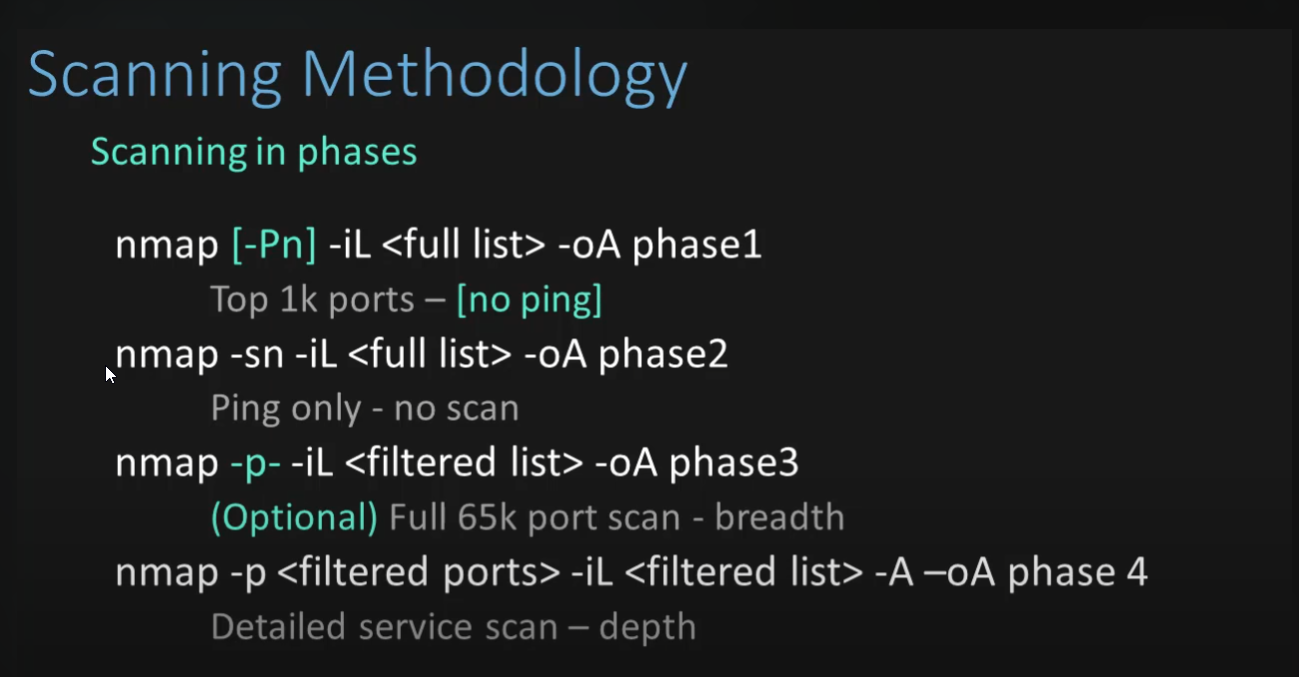 Scanning Methodology
Scanning in phases
nmap [-Pn] -iL <full list> -oA phase1
Top 1k ports – [no ping]
nmap -sn -iL <full list> -oA phase2
Ping only - no scan
nmap -p- -iL <filtered list> -oA phase3
(Optional) Full 65k port scan - breadth
nmap -p <filtered ports> -iL <filtered list> -A –oA phase 4
Detailed service scan – depth